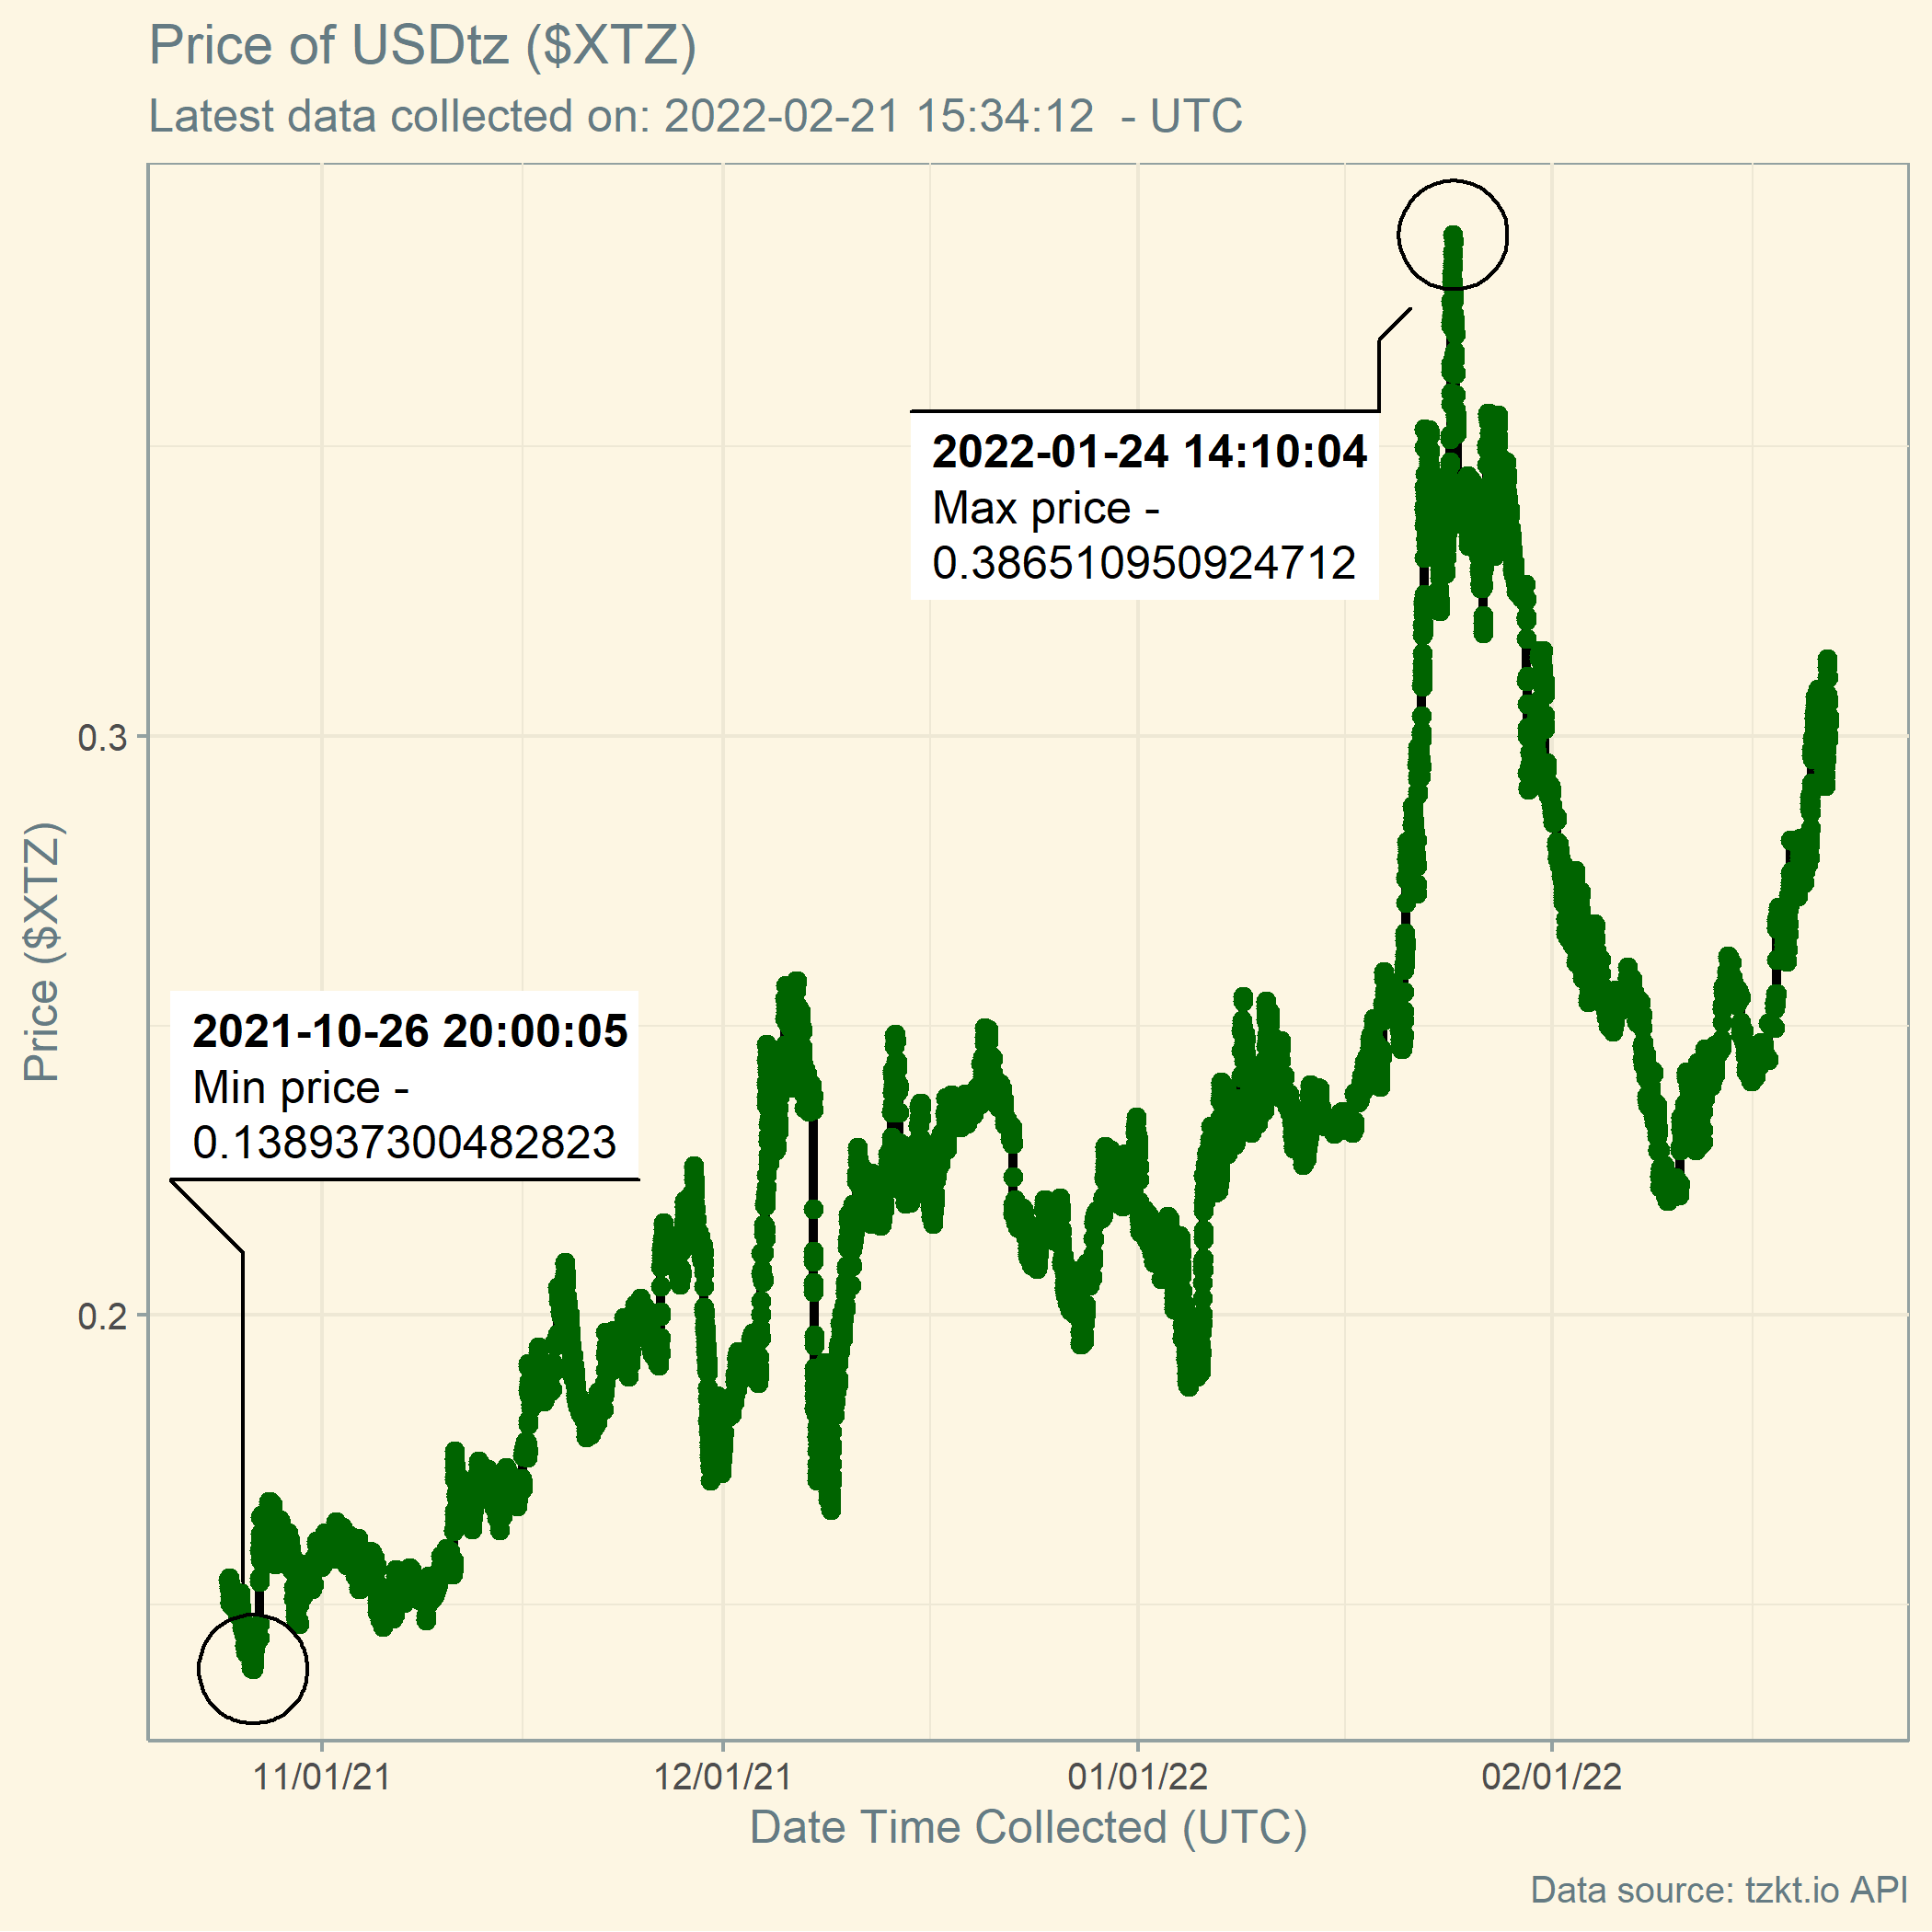 Price of USDtz ($XTZ)
Latest data collected on: 2022-02-21 15:34:12  - UTC
2022-01-24 14:10:04
Max price -
0.386510950924712
0.3
Price ($XTZ)
2021-10-26 20:00:05
Min price -
0.138937300482823
0.2
11/01/21
12/01/21
01/01/22
02/01/22
Date Time Collected (UTC)
Data source: tzkt.io API